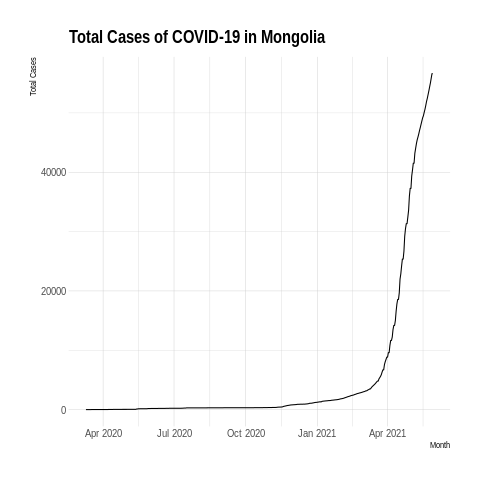 Total Cases of COVID-19 in Mongolia
Total Cases
40000
20000
0
Apr 2020 Jul 2020 Oct 2020 Jan 2021 Apr 2021
Month